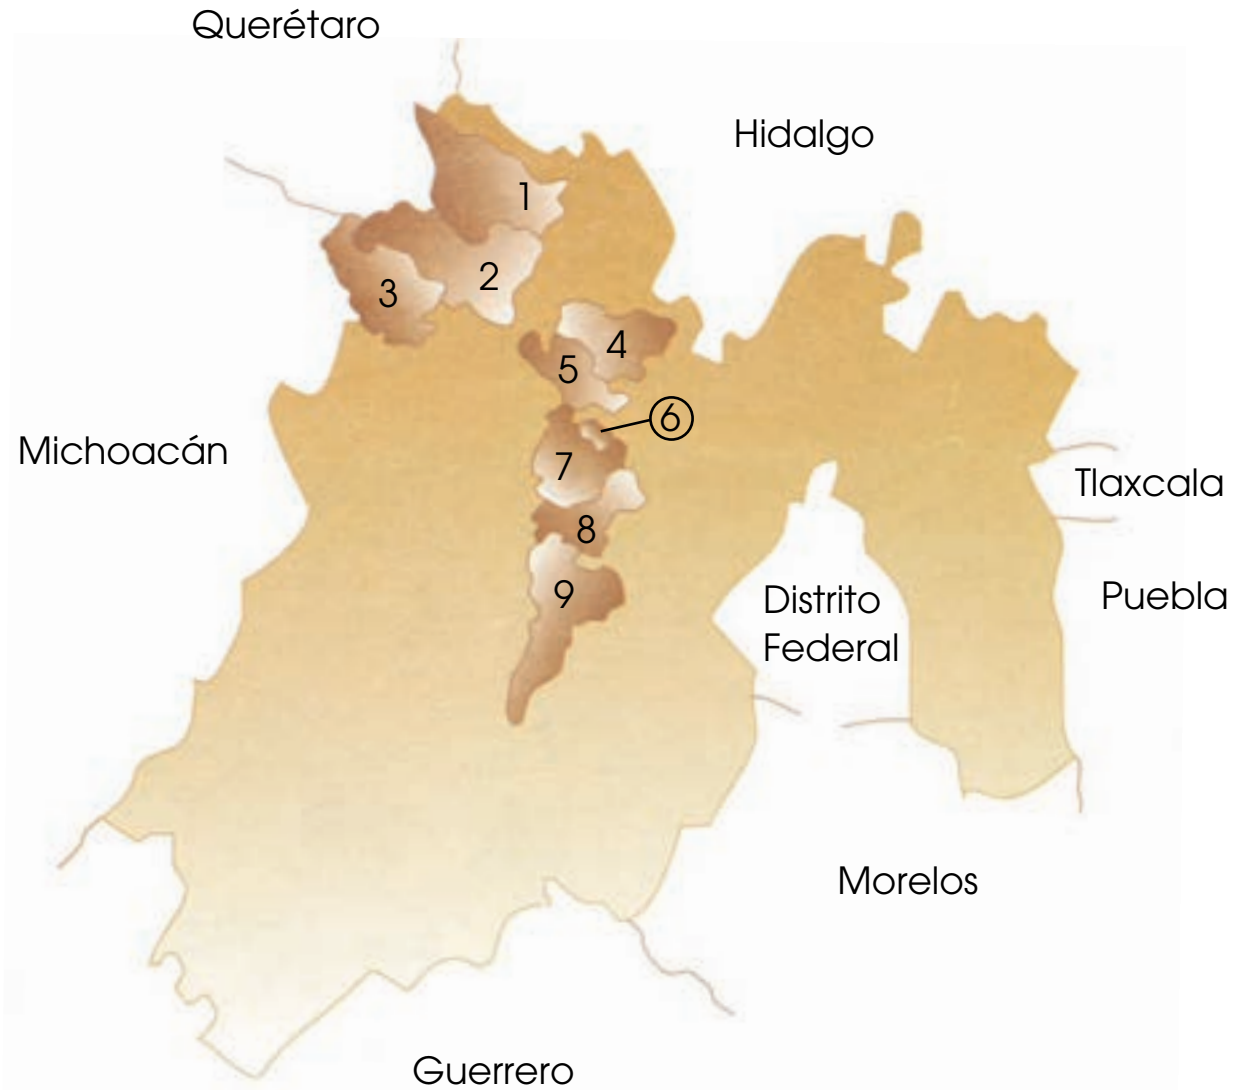 Querétaro
Hidalgo
1
2
3
4
5
6
Michoacán
7
Tlaxcala
8
9
Distrito
Federal
Puebla
Morelos
Guerrero